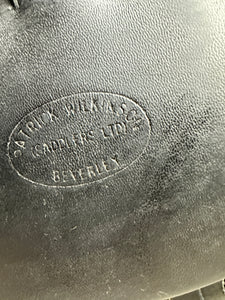 PATRICK WILKINSON
(SADDLERS LTD)
BEVERLEY